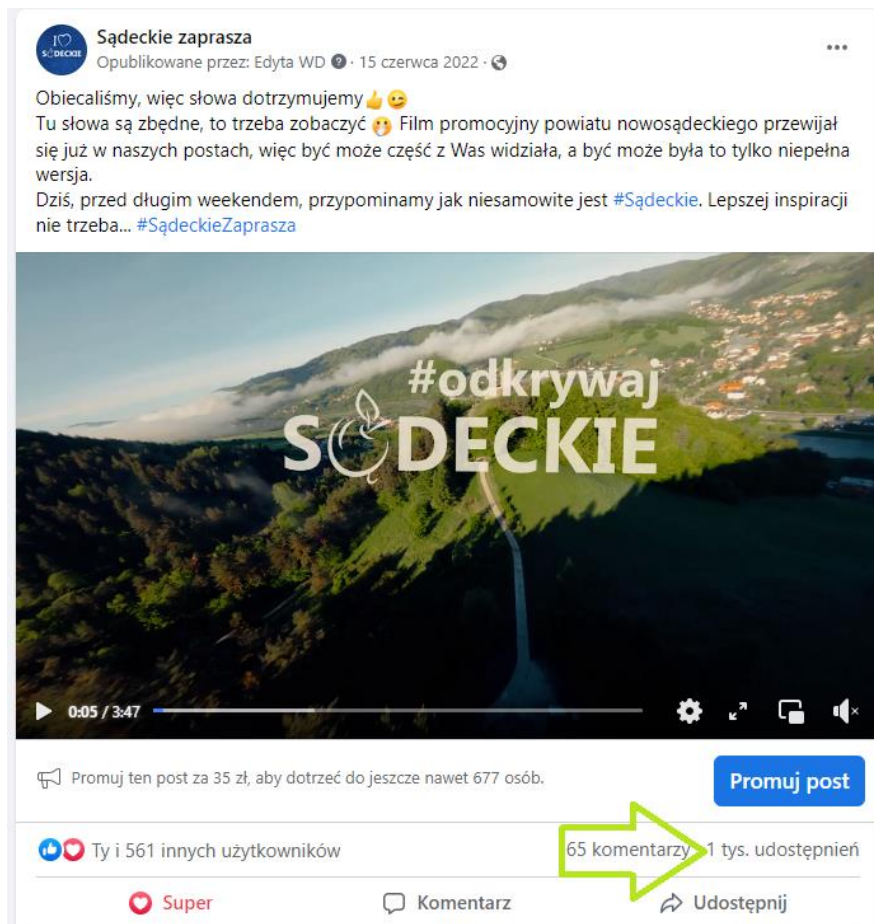 I ♡
SĄDECKIE
Sądeckie zaprasza
Opublikowane przez: Edyta WD · 15 czerwca 2022 ·
Obiecaliśmy, więc słowa dotrzymujemy👍😉
Tu słowa są zbędne, to trzeba zobaczyć 🤭 Film promocyjny powiatu nowosądeckiego przewijał
się już w naszych postach, więc być może część z Was widziała, a być może była to tylko niepełna
wersja.
Dziś, przed długim weekendem, przypominamy jak niesamowite jest #Sądeckie. Lepszej inspiracji
nie trzeba... #SądeckieZaprasza
#odkrywaj
SĄDECKIE
0:05 / 3:47
Promuj ten post za 35 zł, aby dotrzeć do jeszcze nawet 677 osób.
Promuj post
Ty i 561 innych użytkowników
65 komentarzy 1 tys. udostępnień
Super
Komentarz
Udostępnij